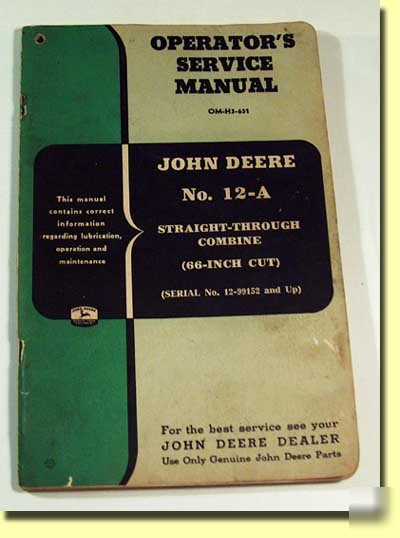 OPERATOR'S
SERVICE
MANUAL
OM-H3-651
This manual
contains correct
information
regarding lubrication,
operation and
maintenance
JOHN DEERE
No. 12-A
STRAIGHT-THROUGH
COMBINE
(66-INCH CUT)
(SERIAL No. 12-99152 and Up)
JOHN DEERE
For the best service see your
JOHN DEERE DEALER
Use Only Genuine John Deere Parts